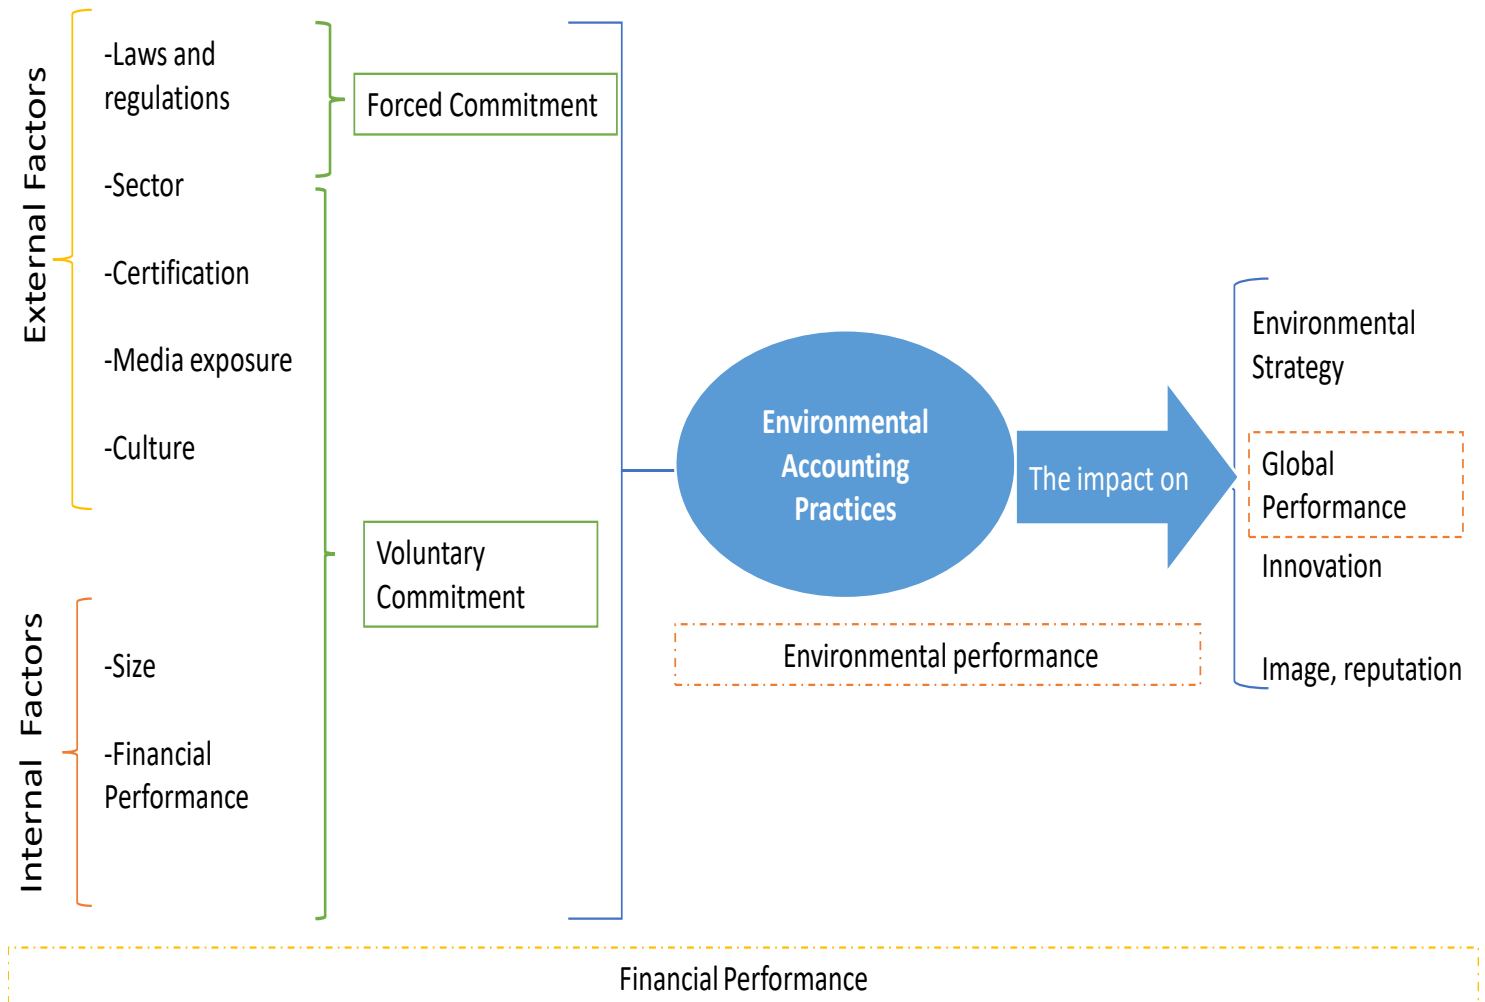 External Factors
-Laws and
regulations
-Sector
-Certification
-Media exposure
-Culture
Internal Factors
-Size
-Financial
Performance
Forced Commitment
Voluntary
Commitment
Environmental
Accounting
Practices
The impact on
Environmental performance
Environmental
Strategy
Global
Performance
Innovation
Image, reputation
Financial Performance